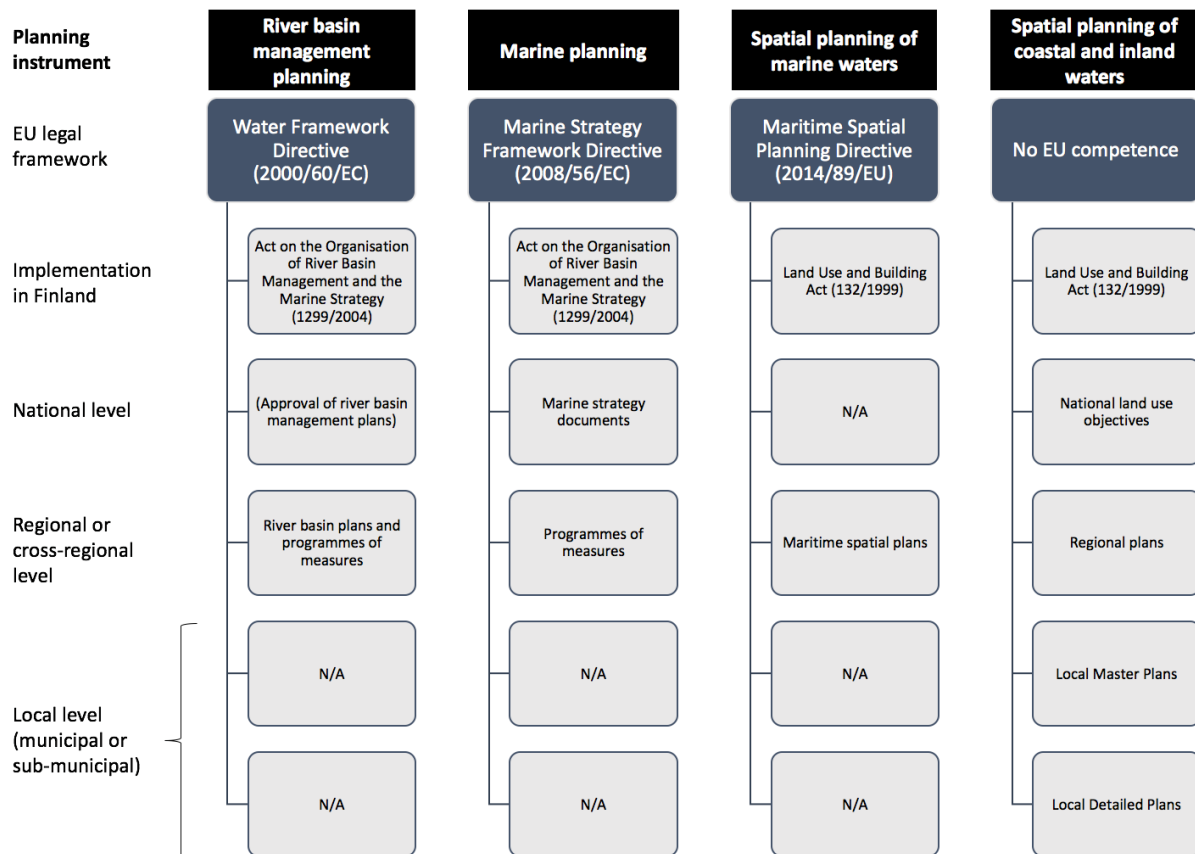 Planning
instrument
River basin
management
planning
Marine planning
Spatial planning of
marine waters
Spatial planning of
coastal and inland
waters
EU legal
framework
Water Framework
Directive
(2000/60/EC)
Marine Strategy
Framework Directive
(2008/56/EC)
Maritime Spatial
Planning Directive
(2014/89/EU)
No EU competence
Implementation
in Finland
Act on the Organisation
of River Basin
Management and the
Marine Strategy
(1299/2004)
Act on the Organisation
of River Basin
Management and the
Marine Strategy
(1299/2004)
Land Use and Building
Act (132/1999)
Land Use and Building
Act (132/1999)
National level
(Approval of river basin
management plans)
Marine strategy
documents
N/A
National land use
objectives
Regional or
cross-regional
level
River basin plans and
programmes of
measures
Programmes of
measures
Maritime spatial plans
Regional plans
Local level
(municipal or
sub-municipal)
N/A
N/A
N/A
Local Master Plans
N/A
N/A
N/A
Local Detailed Plans